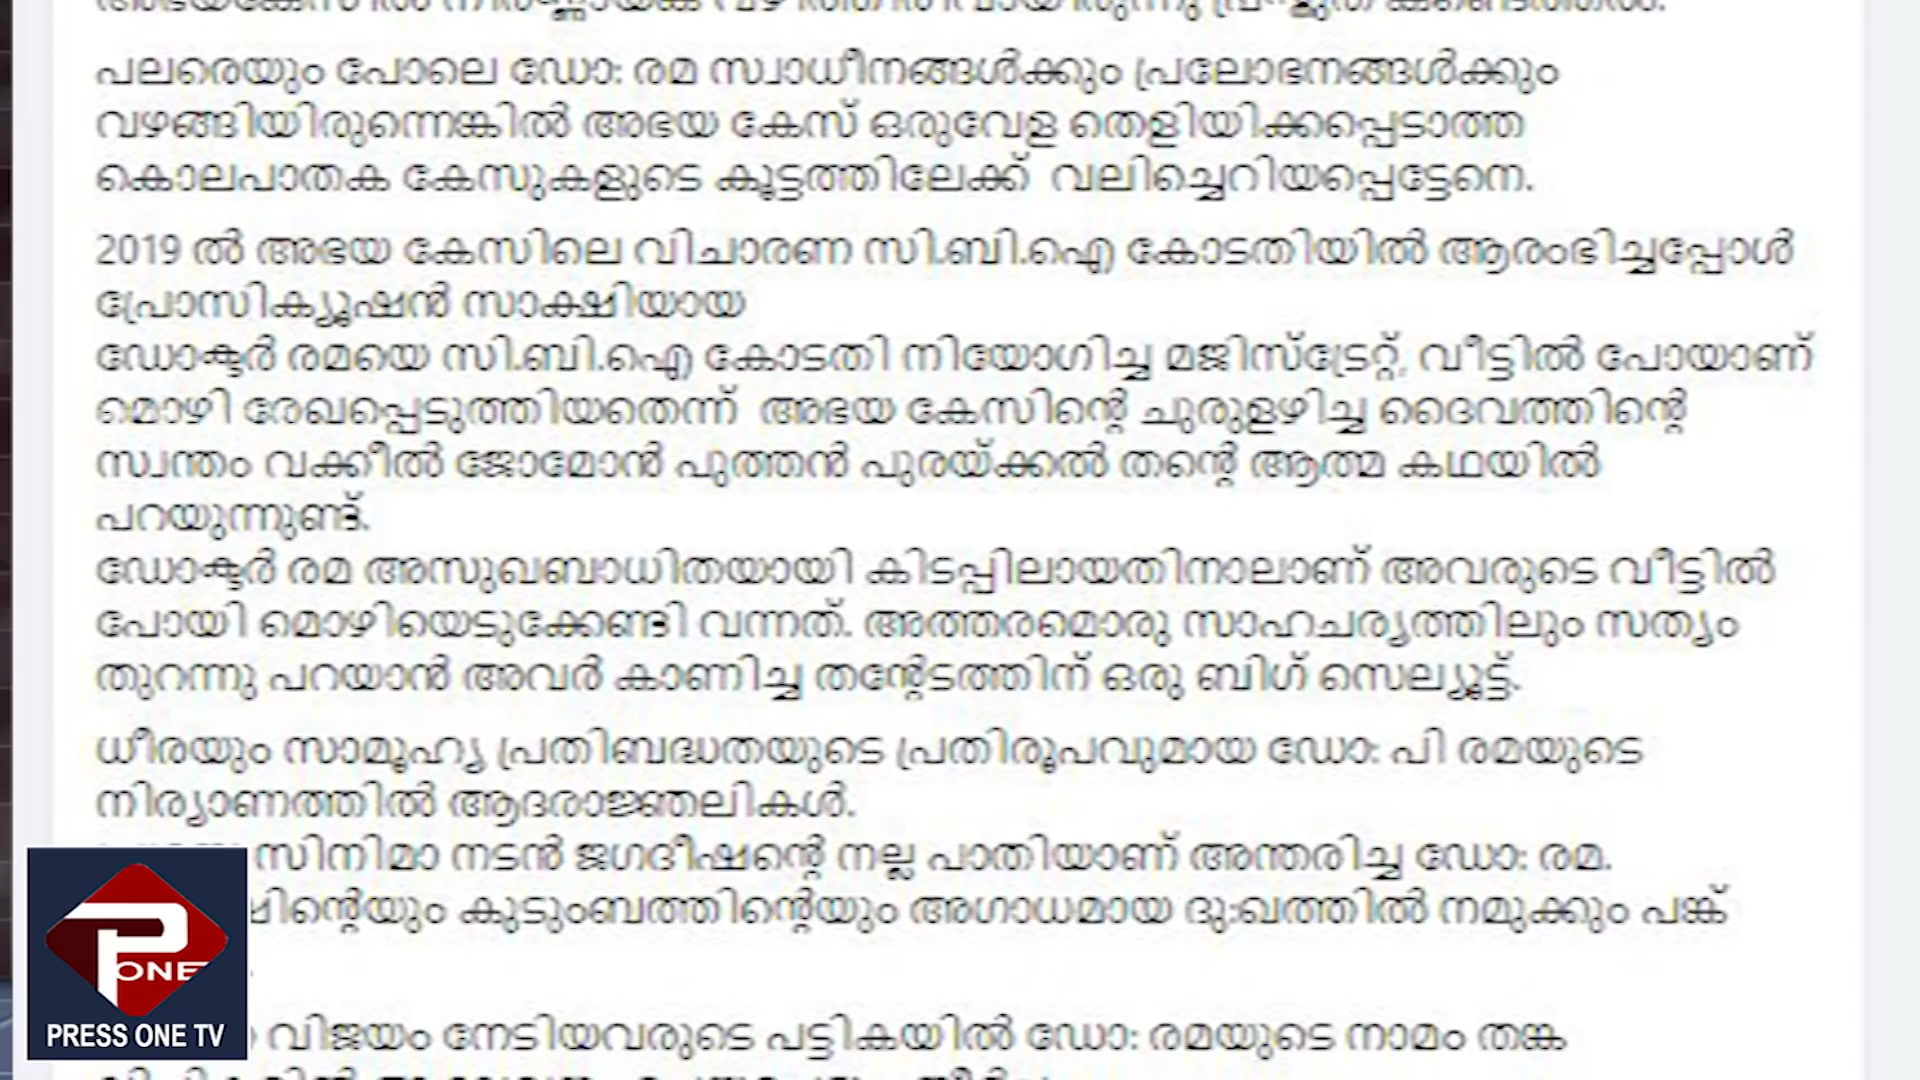 പലരെയും പോലെ ഡോ: രമ സ്വാധീനങ്ങൾക്കും പ്രലോഭനങ്ങൾക്കും
വഴങ്ങിയിരുന്നെങ്കിൽ അഭയ കേസ് ഒരുവേള തെളിയിക്കപ്പെടാത്ത
കൊലപാതക കേസുകളുടെ കൂട്ടത്തിലേക്ക് വലിച്ചെറിയപ്പെട്ടേനെ.
2019 ൽ അഭയ കേസിലെ വിചാരണ സി.ബി.ഐ കോടതിയിൽ ആരംഭിച്ചപ്പോൾ
പ്രോസിക്യൂഷൻ സാക്ഷിയായ
ഡോക്ടർ രമയെ സി.ബി.ഐ കോടതി നിയോഗിച്ച മജിസ്ട്രേറ്റ്, വീട്ടിൽ പോയാണ്
മൊഴി രേഖപ്പെടുത്തിയതെന്ന് അഭയ കേസിന്റെ ചുരുളഴിച്ച ദൈവത്തിന്റെ
സ്വന്തം വക്കീൽ ജോമോൻ പുത്തൻ പുരയ്ക്കൽ തന്റെ ആത്മ കഥയിൽ
പറയുന്നുണ്ട്.
ഡോക്ടർ രമ അസുഖബാധിതയായി കിടപ്പിലായതിനാലാണ് അവരുടെ വീട്ടിൽ
പോയി മൊഴിയെടുക്കേണ്ടി വന്നത്. അത്തരമൊരു സാഹചര്യത്തിലും സത്യം
തുറന്നു പറയാൻ അവർ കാണിച്ച തന്റേടത്തിന് ഒരു ബിഗ് സെല്യൂട്ട്.
ധീരയും സാമൂഹ്യ പ്രതിബദ്ധതയുടെ പ്രതിരൂപവുമായ ഡോ: പി രമയുടെ
നിര്യാണത്തിൽ ആദരാഞ്ഞലികൾ.
സിനിമാ നടൻ ജഗദീഷന്റെ നല്ല പാതിയാണ് അന്തരിച്ച ഡോ: രമ.
ഷിന്റെയും കുടുംബത്തിന്റെയും അഗാധമായ ദുഃഖത്തിൽ നമുക്കും പങ്ക്
വിജയം നേടിയവരുടെ പട്ടികയിൽ ഡോ: രമയുടെ നാമം തങ്ക
P ONE
PRESS ONE TV